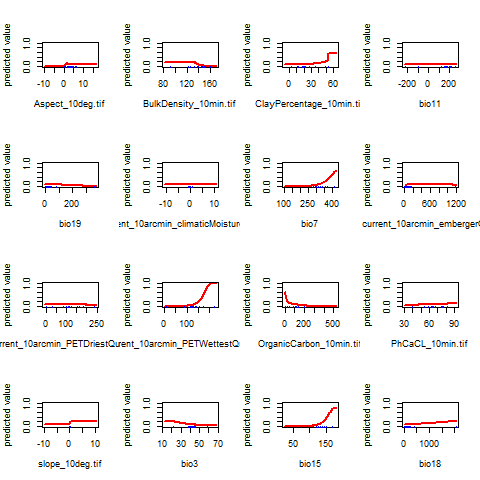 predicted value
0.0 1.0
-10 0 5 15
Aspect_10deg.tif
predicted value
0.0 1.0
80 120 160
BulkDensity_10min.tif
predicted value
0.0 1.0
0 30 60
ClayPercentage_10min.ti
predicted value
0.0 1.0
-200 0 200
bio11
predicted value
0.0 1.0
0 200
bio19
predicted value
0.0 1.0
-10 0 10
ent_10arcmin_climaticMoisture
predicted value
0.0 1.0
100 250 400
bio7
predicted value
0.0 1.0
0 600 1200
current_10arcmin_emberger
predicted value
0.0 1.0
0 100 250
rrent_10arcmin_PETDriestQ
predicted value
0.0 1.0
0 100
urent_10arcmin_PETWettestQ
predicted value
0.0 1.0
0 200 500
OrganicCarbon_10min.tif
predicted value
0.0 1.0
30 60 90
PhCaCL_10min.tif
predicted value
0.0 1.0
-10 0 10
slope_10deg.tif
predicted value
0.0 1.0
10 30 50 70
bio3
predicted value
0.0 1.0
50 150
bio15
predicted value
0.0 1.0
0 1000
bio18